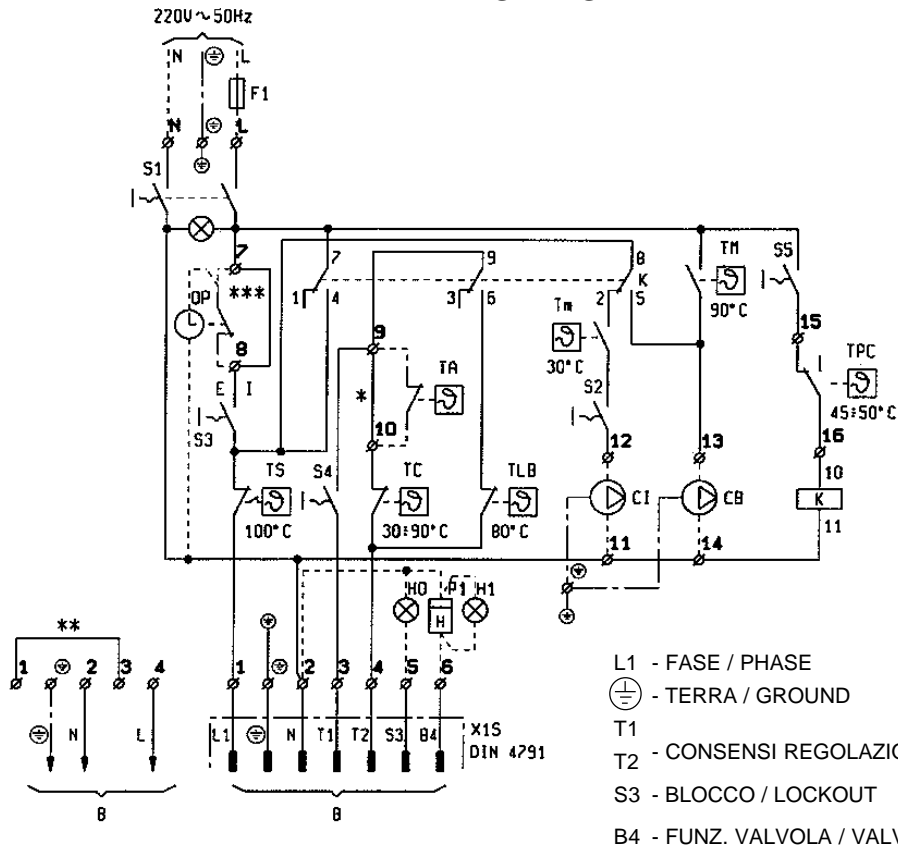 220V ~ 50Hz
N L
F1
N L
S1
7 7 9 8 K TM S5
OP *** 1 4 3 6 2 5 90°C
Tm 15
8 9 30°C TPC
E I TA S2 45÷50°C
S3 * 10 12 13 16
TS S4 TC TLB 10
100°C 30÷90°C 80°C CI CB K
11 14 11
H0 P1 H1
H
**
1 2 3 4 1 2 3 4 5 6
N L L1 N T1 T2 S3 B4 X1S
DIN 4791
B B
L1 - FASE / PHASE
- TERRA / GROUND
T1
T2 - CONSENSI REGOLAZIO
S3 - BLOCCO / LOCKOUT
B4 - FUNZ. VALVOLA / VALV